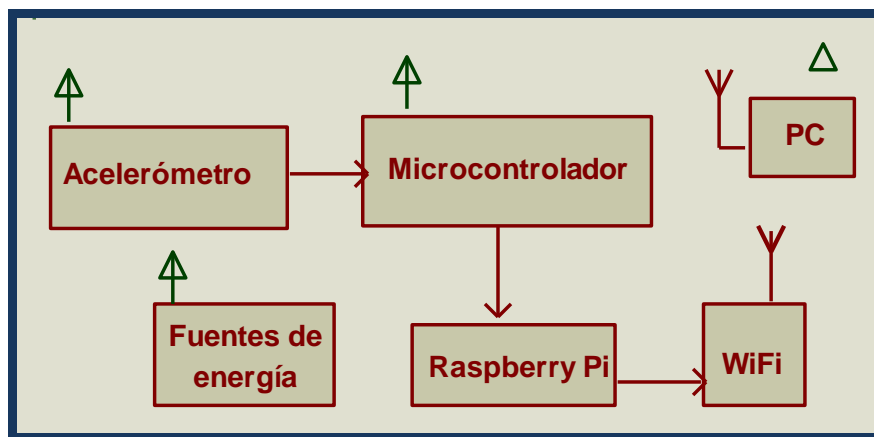 Acelerómetro
Microcontrolador
PC
Fuentes de
energía
Raspberry Pi
WiFi